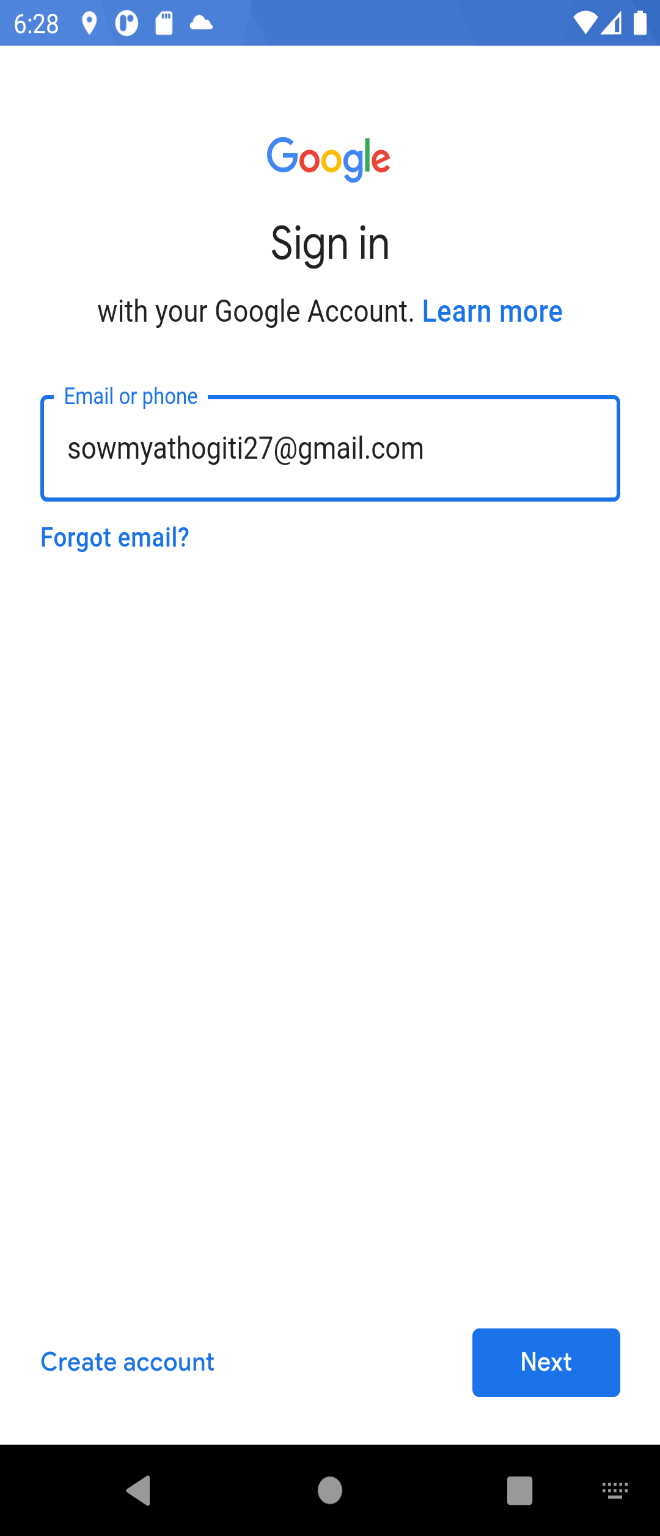 6:28
Google
Sign in
with your Google Account. Learn more
Email or phone
sowmyathogiti27@gmail.com
Forgot email?
Create account
Next